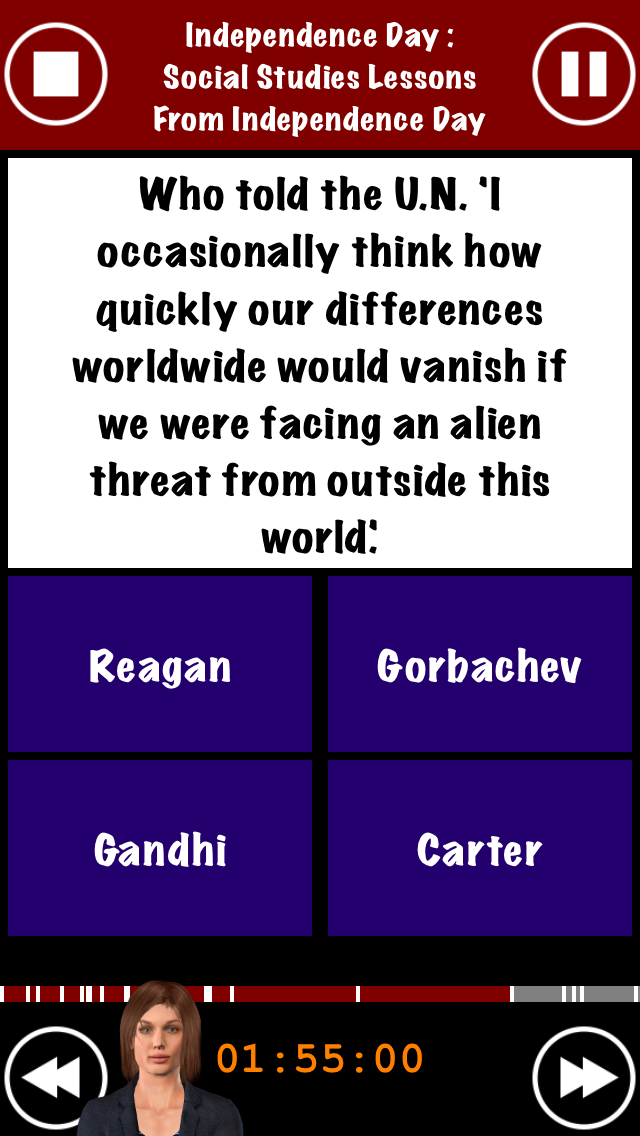 Independence Day :
Social Studies Lessons
From Independence Day
Who told the U.N. 'I
occasionally think how
quickly our differences
worldwide would vanish if
we were facing an alien
threat from outside this
world'.
Reagan
Gorbachev
Gandhi
Carter
01:55:00